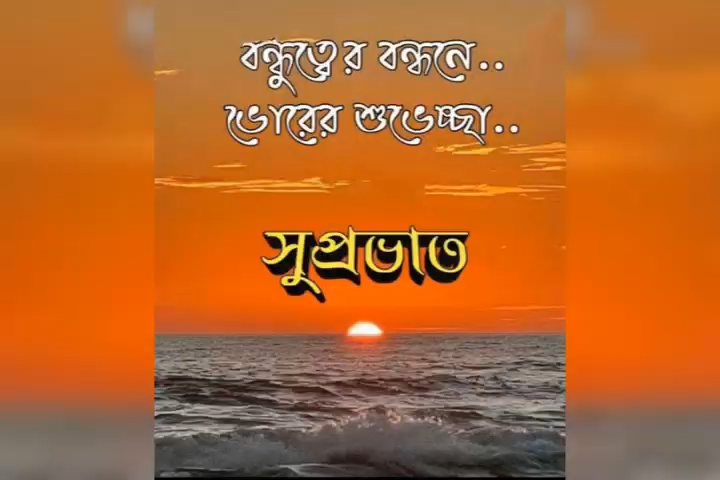 বন্ধুত্বের বন্ধনে..
ভোরের শুভেচ্ছা..
সুপ্রভাত